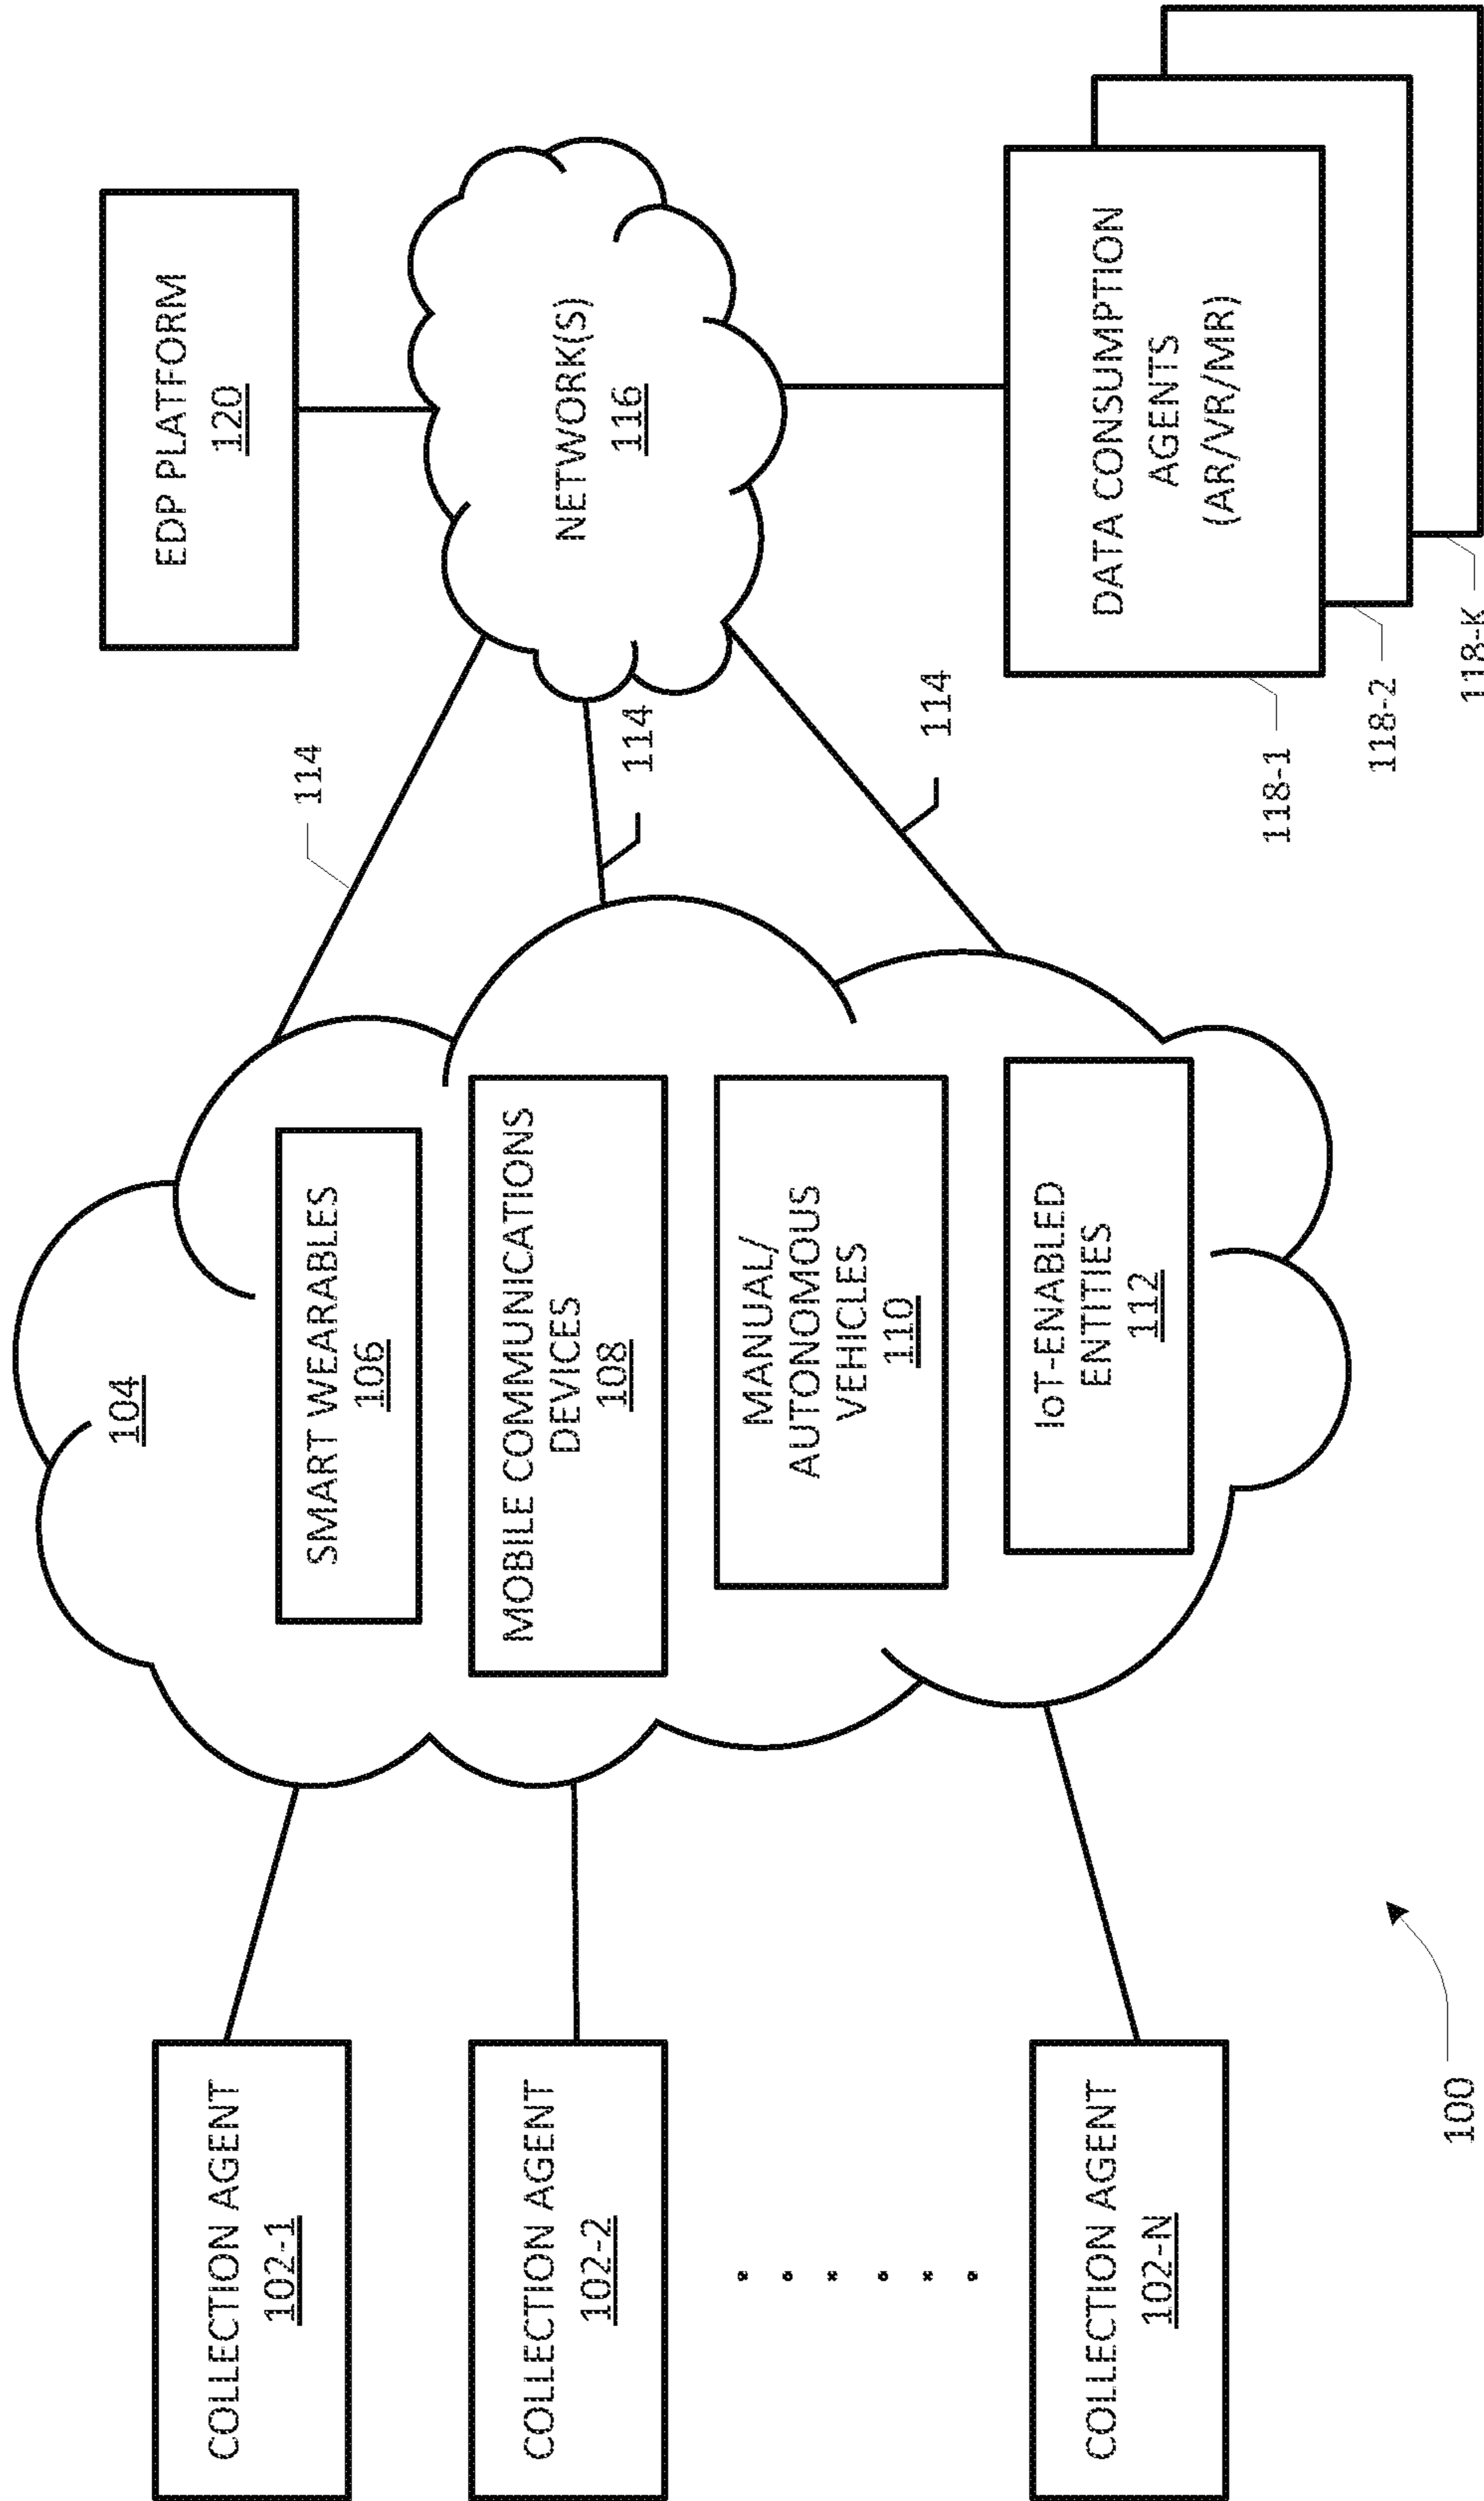 COLLECTION AGENT
102-1
COLLECTION AGENT
102-2
COLLECTION AGENT
102-N
104
SMART WEARABLES
106
MOBILE COMMUNICATIONS
DEVICES
108
MANUAL/
AUTONOMOUS
VEHICLES
110
IoT-ENABLED
ENTITIES
112
114
114
114
EDP PLATFORM
120
NETWORK(S)
116
DATA CONSUMPTION
AGENTS
(AR/VR/MR)
118-1
118-2
118-K
100